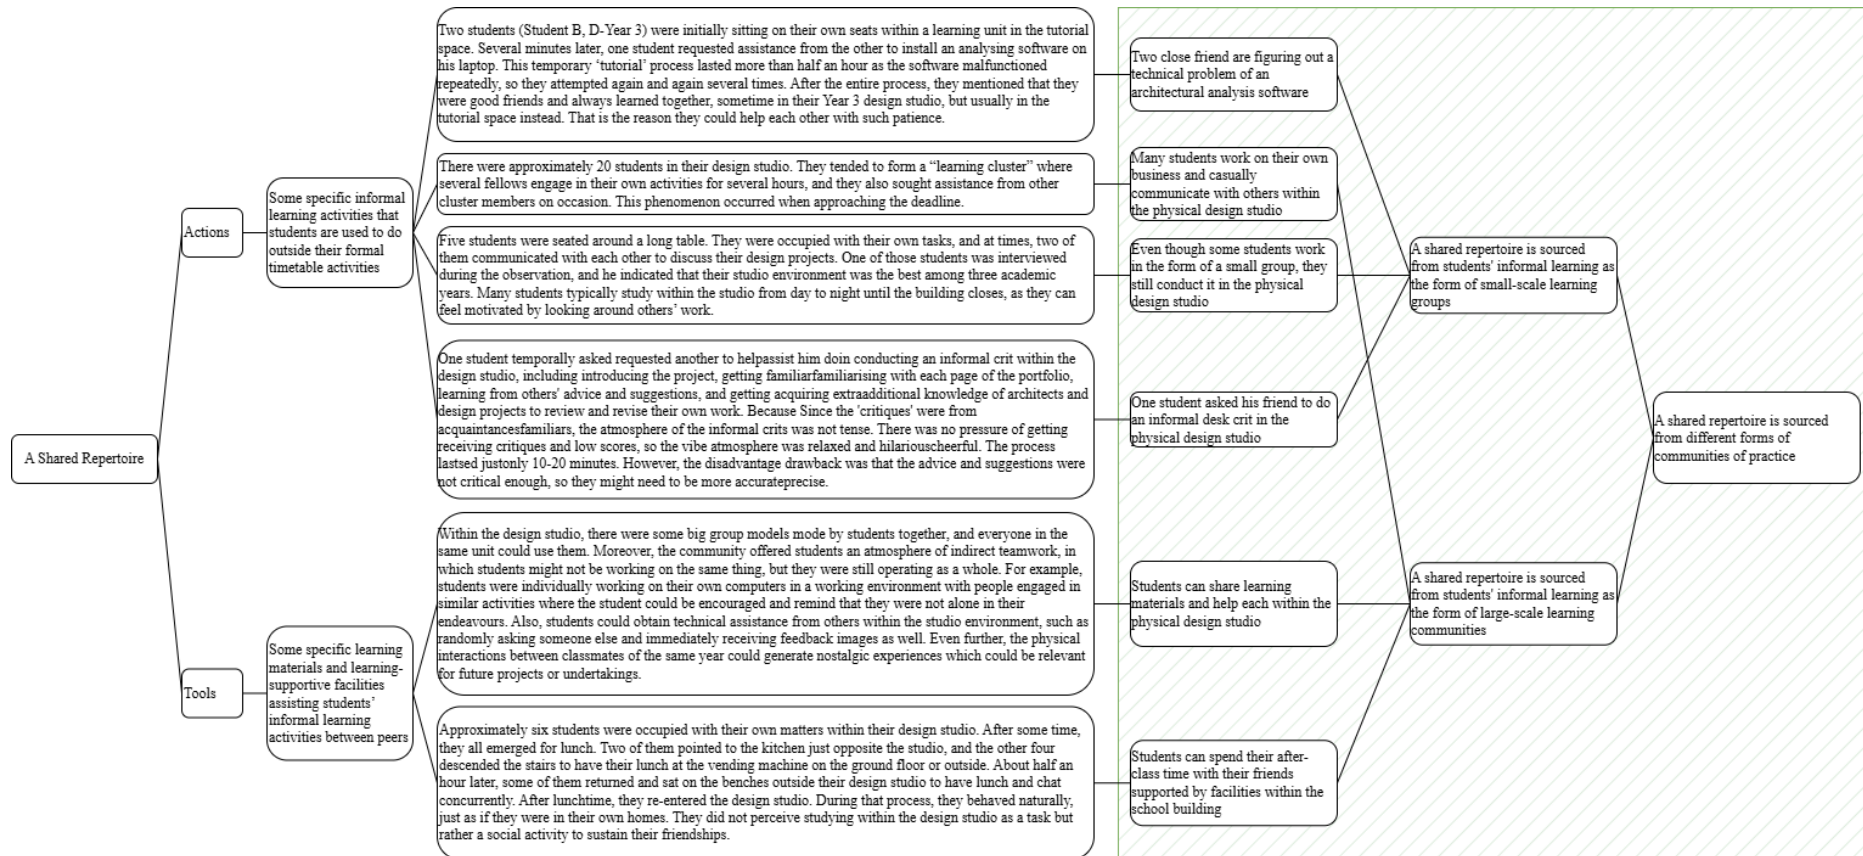 A Shared Repertoire
Actions
Tools
Some specific informal
learning activities that
students are used to do
outside their formal
timetable activities
Some specific learning
materials and learning-
supportive facilities
assisting students’
informal learning
activities between peers
Two students (Student B, D-Year 3) were initially sitting on their own seats within a learning unit in the tutorial
space. Several minutes later, one student requested assistance from the other to install an analysing software on
his laptop. This temporary ‘tutorial’ process lasted more than half an hour as the software malfunctioned
repeatedly, so they attempted again and again several times. After the entire process, they mentioned that they
were good friends and always learned together, sometime in their Year 3 design studio, but usually in the
tutorial space instead. That is the reason they could help each other with such patience.
There were approximately 20 students in their design studio. They tended to form a “learning cluster” where
several fellows engage in their own activities for several hours, and they also sought assistance from other
cluster members on occasion. This phenomenon occurred when approaching the deadline.
Five students were seated around a long table. They were occupied with their own tasks, and at times, two of
them communicated with each other to discuss their design projects. One of those students was interviewed
during the observation, and he indicated that their studio environment was the best among three academic
years. Many students typically study within the studio from day to night until the building closes, as they can
feel motivated by looking around others’ work.
One student temporally asked requested another to helpassist him doin conducting an informal crit within the
design studio, including introducing the project, getting familiarfamiliarising with each page of the portfolio,
learning from others' advice and suggestions, and getting acquiring extraadditional knowledge of architects and
design projects to review and revise their own work. Because Since the 'critiques' were from
acquaintancesfamiliars, the atmosphere of the informal crits was not tense. There was no pressure of getting
receiving critiques and low scores, so the vibe atmosphere was relaxed and hilariouscheerful. The process
lastsed justonly 10-20 minutes. However, the disadvantage drawback was that the advice and suggestions were
not critical enough, so they might need to be more accurateprecise.
Within the design studio, there were some big group models mode by students together, and everyone in the
same unit could use them. Moreover, the community offered students an atmosphere of indirect teamwork, in
which students might not be working on the same thing, but they were still operating as a whole. For example,
students were individually working on their own computers in a working environment with people engaged in
similar activities where the student could be encouraged and remind that they were not alone in their
endeavours. Also, students could obtain technical assistance from others within the studio environment, such as
randomly asking someone else and immediately receiving feedback images as well. Even further, the physical
interactions between classmates of the same year could generate nostalgic experiences which could be relevant
for future projects or undertakings.
Approximately six students were occupied with their own matters within their design studio. After some time,
they all emerged for lunch. Two of them pointed to the kitchen just opposite the studio, and the other four
descended the stairs to have their lunch at the vending machine on the ground floor or outside. About half an
hour later, some of them returned and sat on the benches outside their design studio to have lunch and chat
concurrently. After lunchtime, they re-entered the design studio. During that process, they behaved naturally,
just as if they were in their own homes. They did not perceive studying within the design studio as a task but
rather a social activity to sustain their friendships.
Two close friend are figuring out a
technical problem of an
architectural analysis software
Many students work on their own
business and casually
communicate with others within
the physical design studio
Even though some students work
in the form of a small group, they
still conduct it in the physical
design studio
One student asked his friend to do
an informal desk crit in the
physical design studio
Students can share learning
materials and help each within the
physical design studio
Students can spend their after-
class time with their friends
supported by facilities within the
school building
A shared repertoire is sourced
from students' informal learning as
the form of small-scale learning
groups
A shared repertoire is sourced
from students' informal learning as
the form of large-scale learning
communities
A shared repertoire is sourced
from different forms of
communities of practice